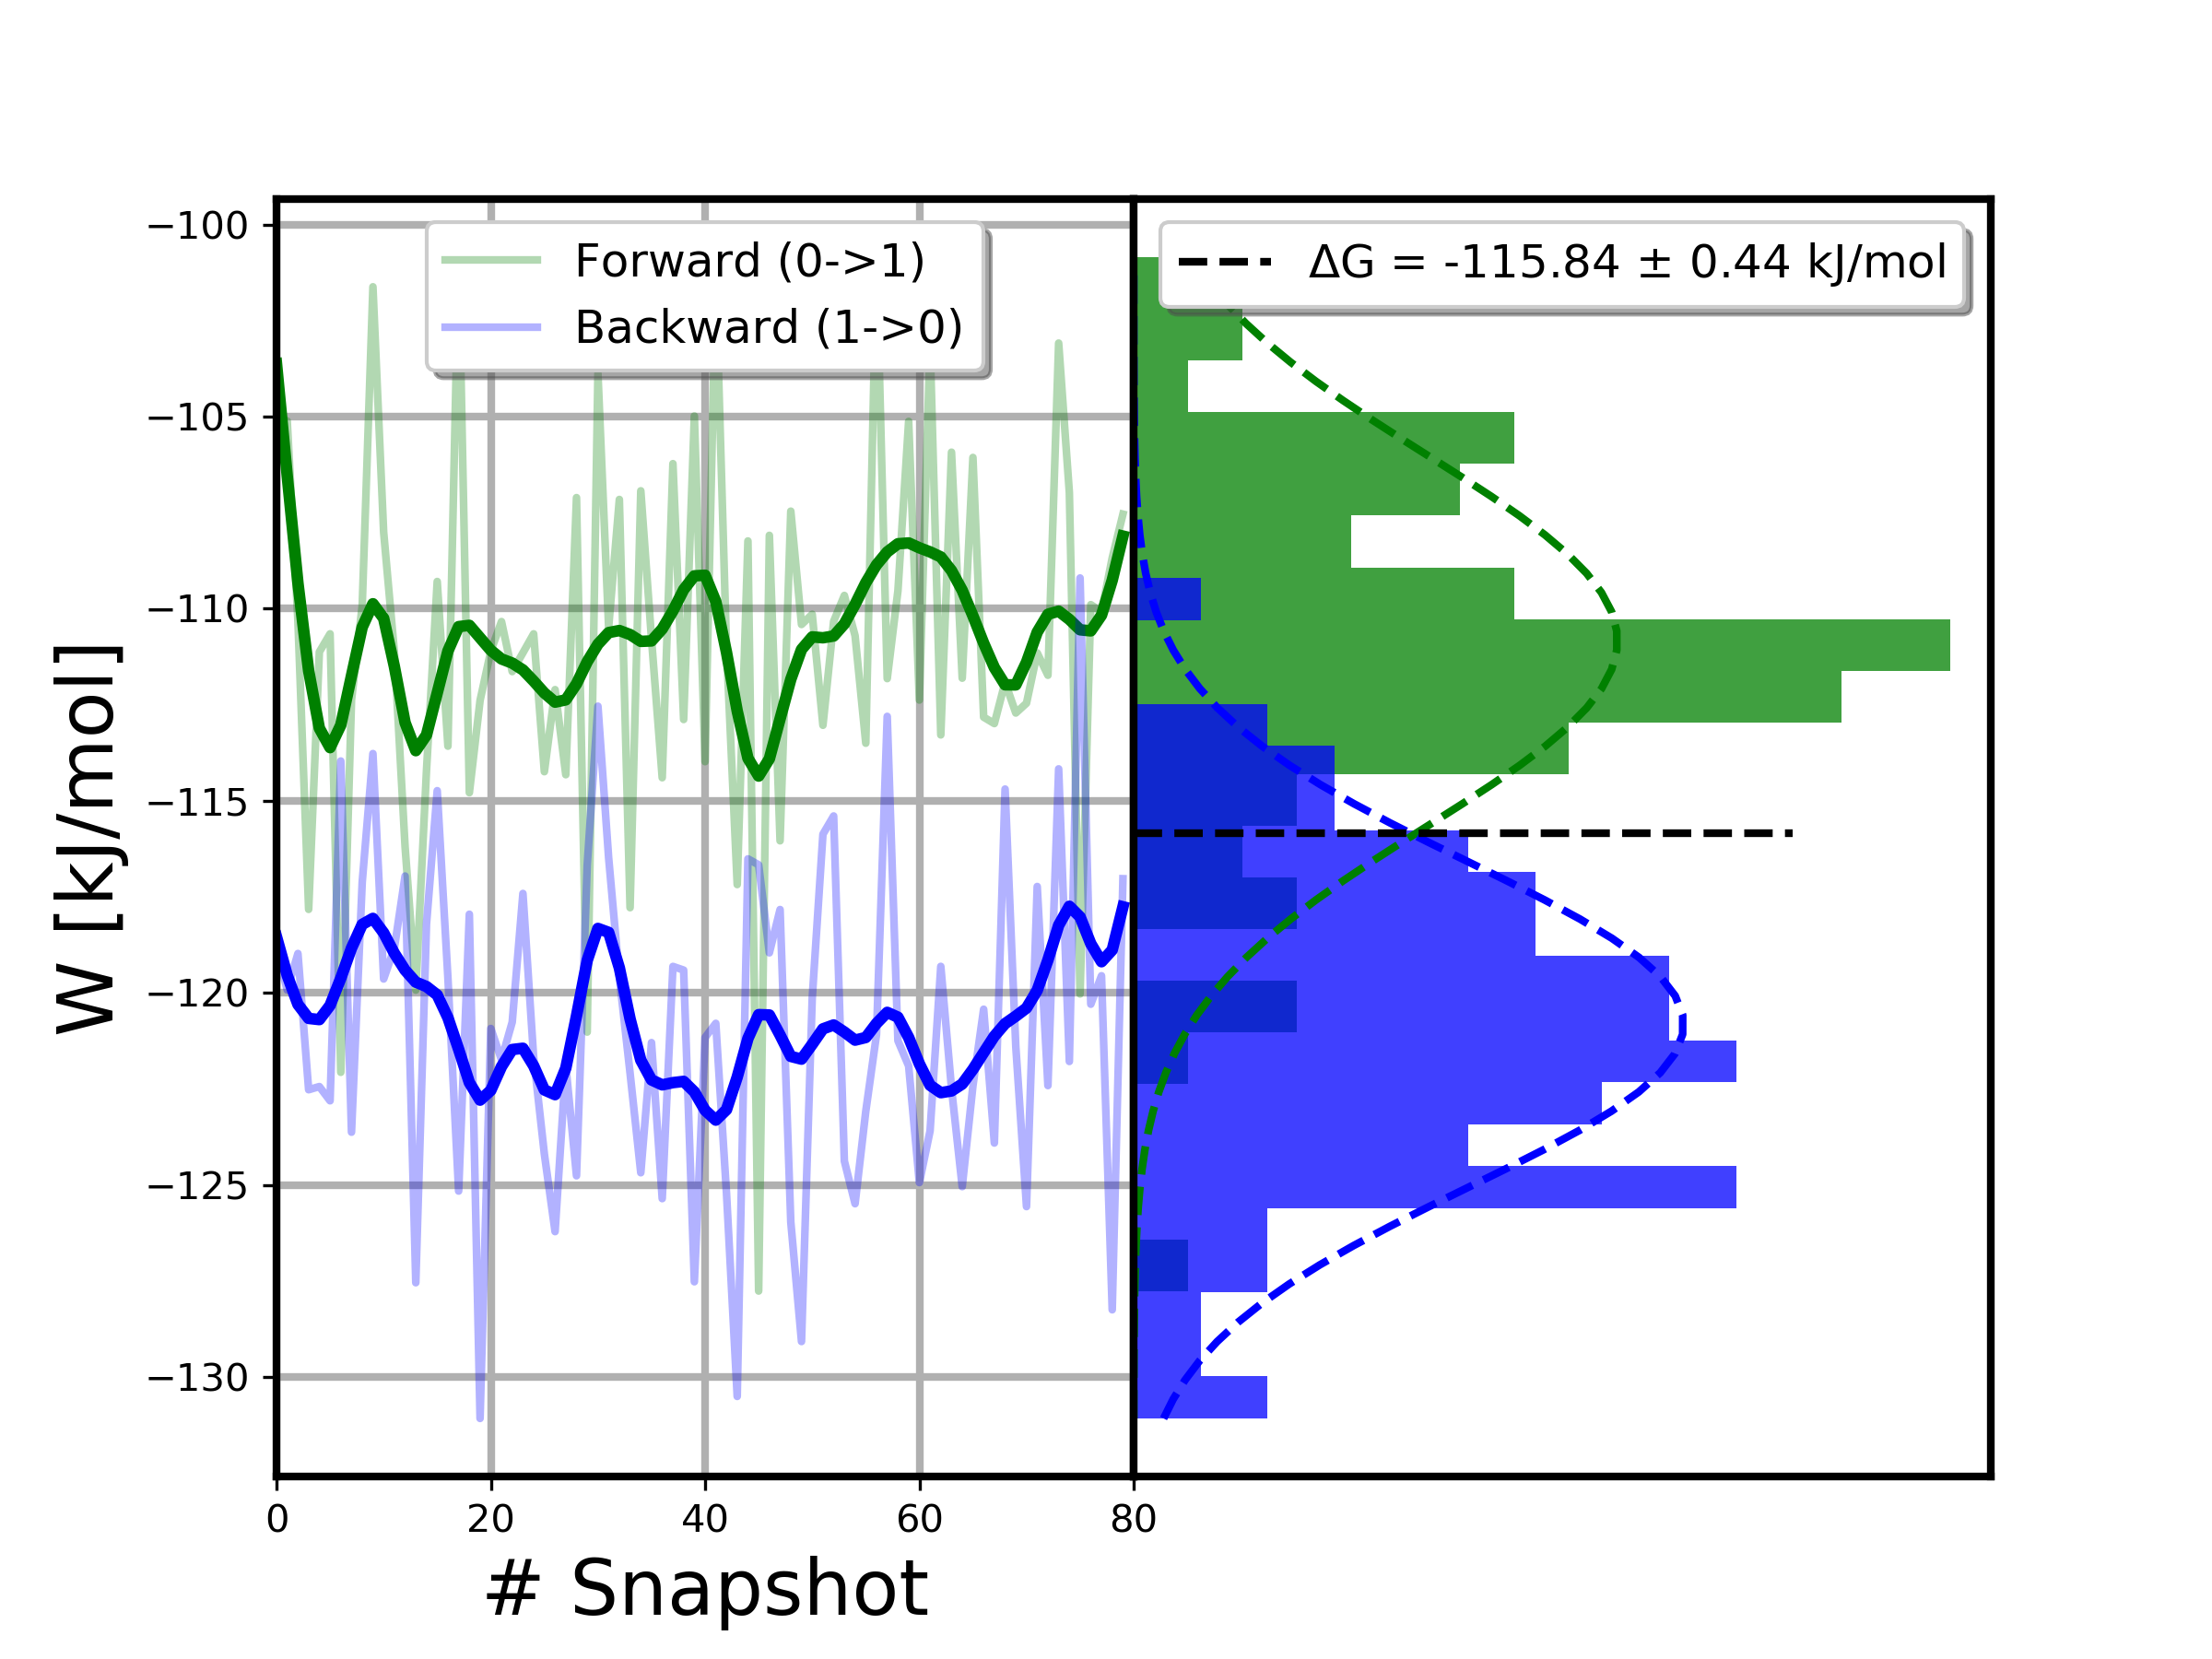 Forward (0->1)
Backward (1->0)
ΔG = -115.84 ± 0.44 kJ/mol
W [kJ/mol]
−100
−105
−110
−115
−120
−125
−130
0 20 40 60 80
# Snapshot